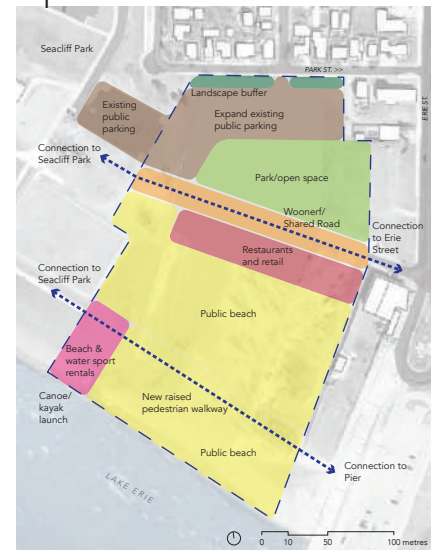 Seacliff Park
PARK ST. >>
ERIE ST.
Landscape buffer
Existing
public
parking
Expand existing
public parking
Connection to
Seacliff Park
Park/open space
Woonerf/
Shared Road
Connection
to Erie
Street
Restaurants
and retail
Connection to
Seacliff Park
Public beach
Beach &
water sport
rentals
Canoe/
kayak
launch
New raised
pedestrian walkway
Public beach
Connection to
Pier
LAKE ERIE
0 10 50 100 metres